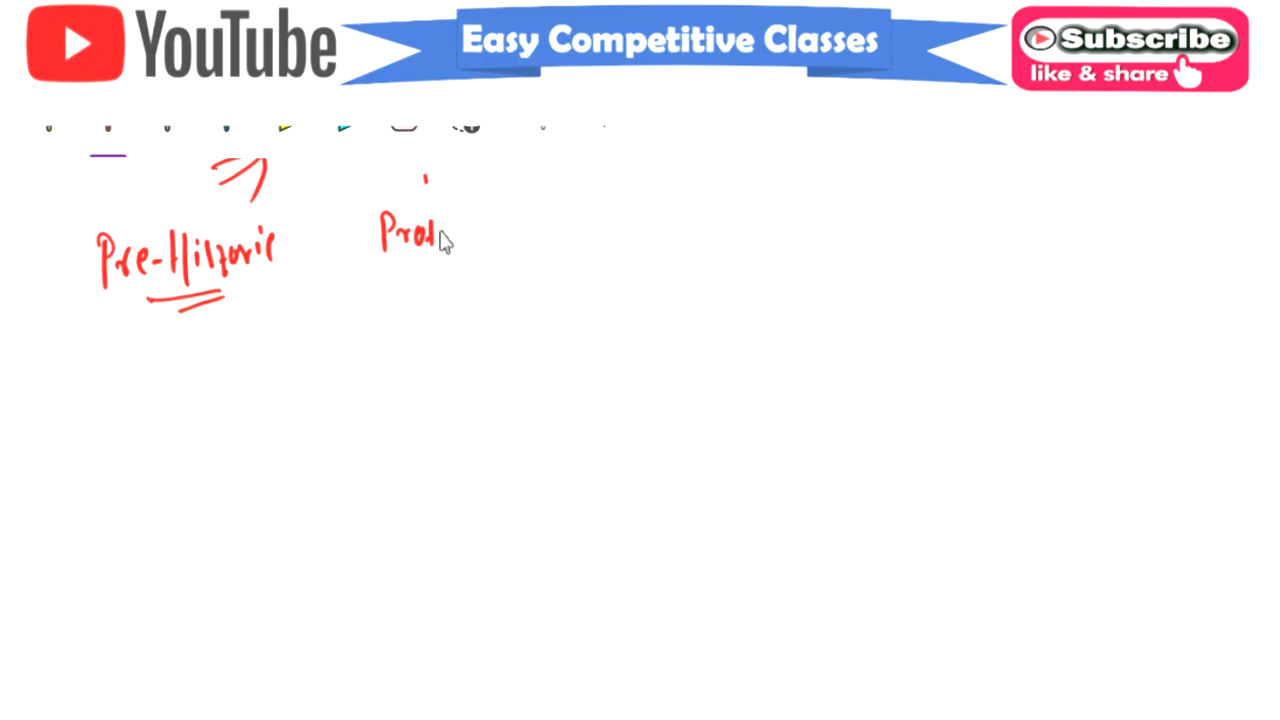 YouTube
Easy Competitive Classes
Subscribe
like & share
Pre-Historic